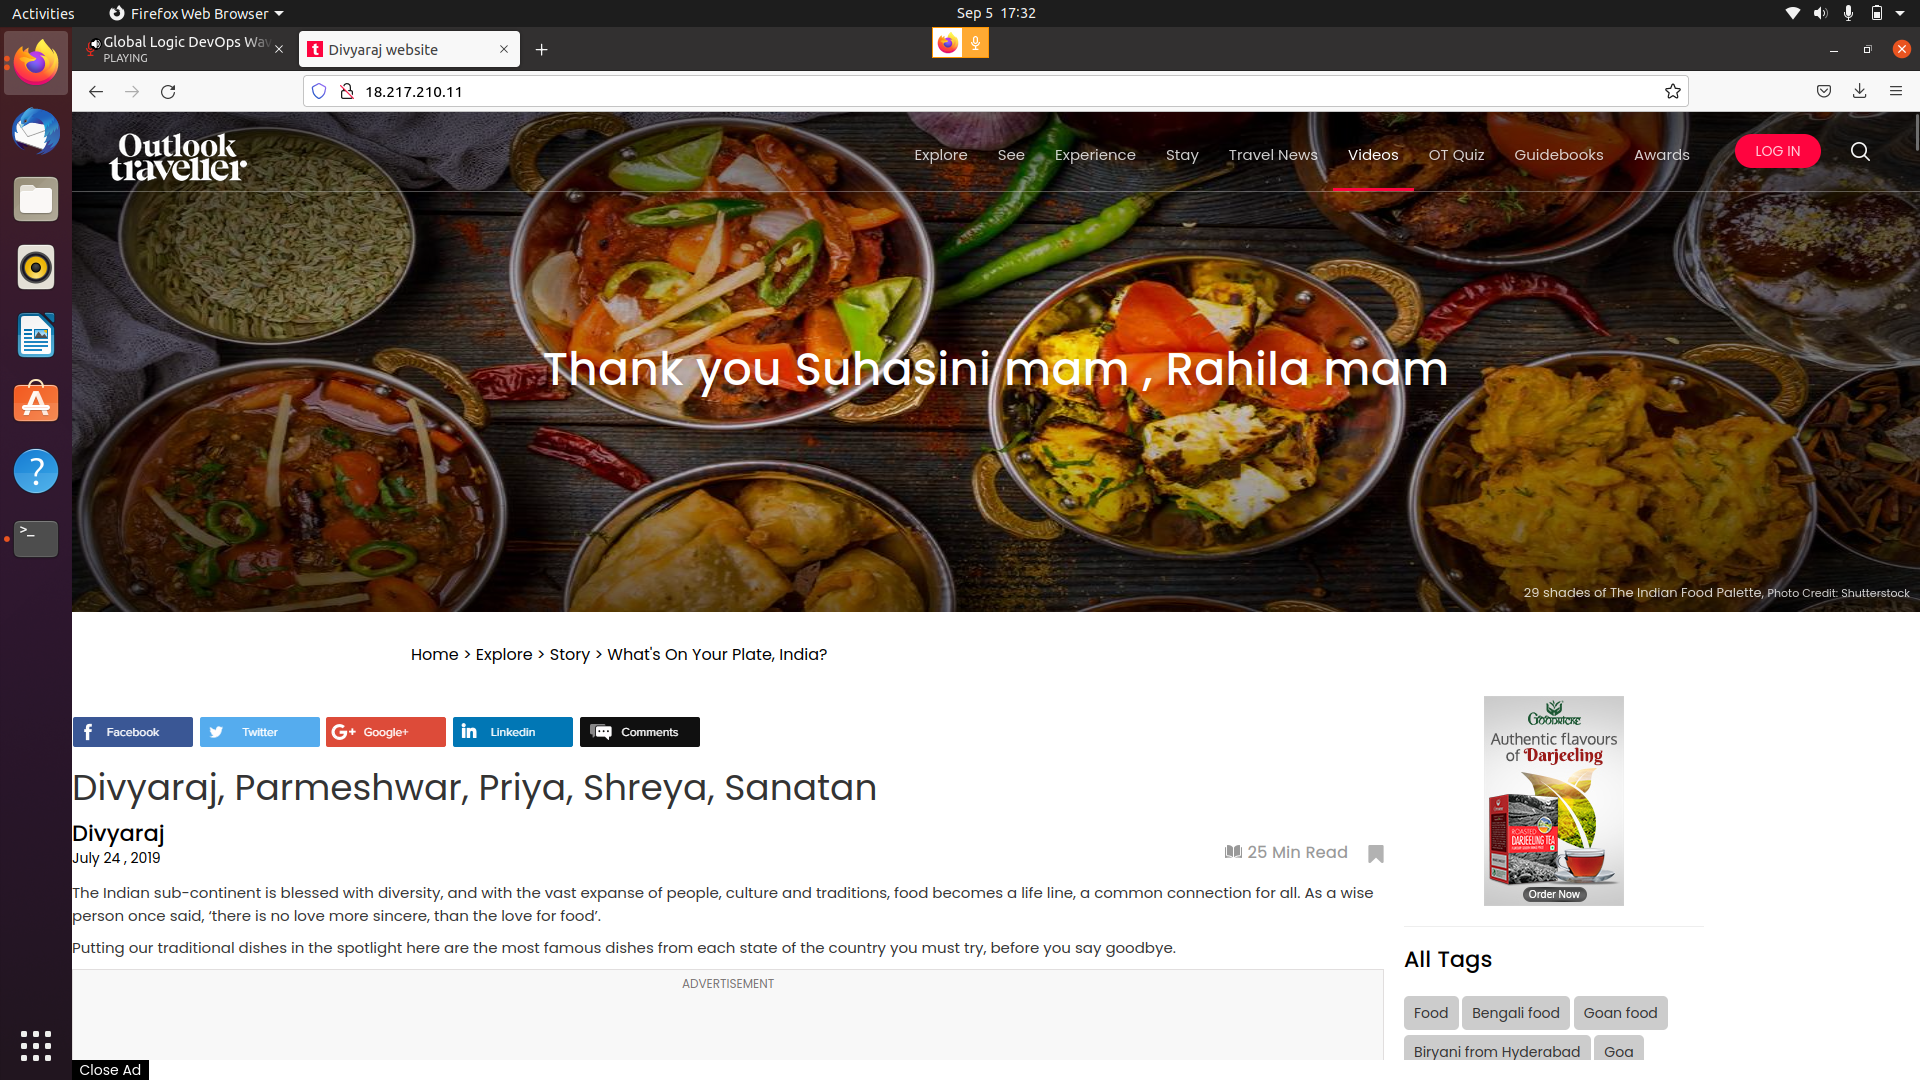 Activities
Firefox Web Browser
Sep 5 17:32
Global Logic DevOps Wav
PLAYING
Divyaraj website
18.217.210.11
Outlook
traveller
Explore See Experience Stay Travel News Videos OT Quiz Guidebooks Awards LOG IN
Thank you Suhasini mam , Rahila mam
29 shades of The Indian Food Palette, Photo Credit: Shutterstock
Home > Explore > Story > What's On Your Plate, India?
Facebook Twitter Google+ Linkedin Comments
Divyaraj, Parmeshwar, Priya, Shreya, Sanatan
Divyaraj
July 24 , 2019
25 Min Read
The Indian sub-continent is blessed with diversity, and with the vast expanse of people, culture and traditions, food becomes a life line, a common connection for all. As a wise
person once said, ‘there is no love more sincere, than the love for food’.
Putting our traditional dishes in the spotlight here are the most famous dishes from each state of the country you must try, before you say goodbye.
ADVERTISEMENT
Close Ad
GOODRICKE
Authentic flavours
of Darjeeling
ROASTED
DARJEELING TEA
Order Now
All Tags
Food Bengali food Goan food
Biryani from Hyderabad Goa